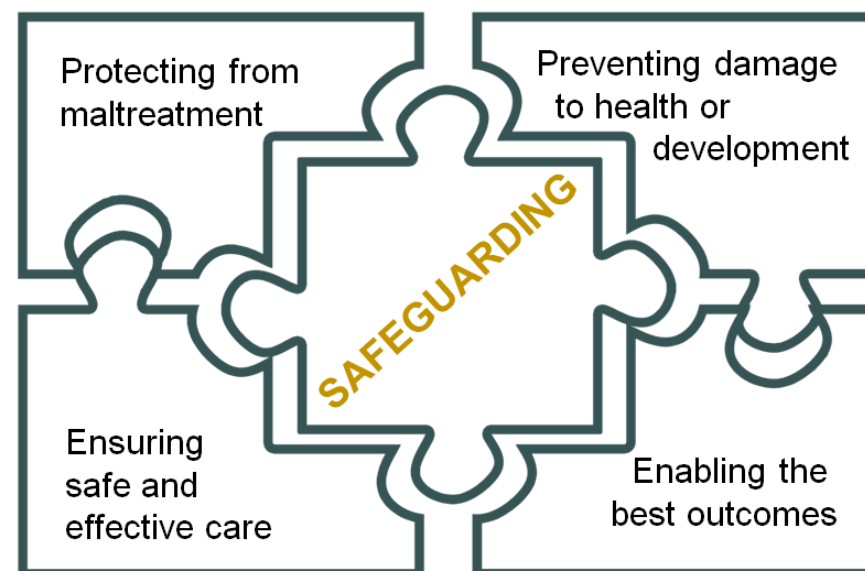 Protecting from
maltreatment
Preventing damage
to health or
development
SAFEGUARDING
Ensuring
safe and
effective care
Enabling the
best outcomes